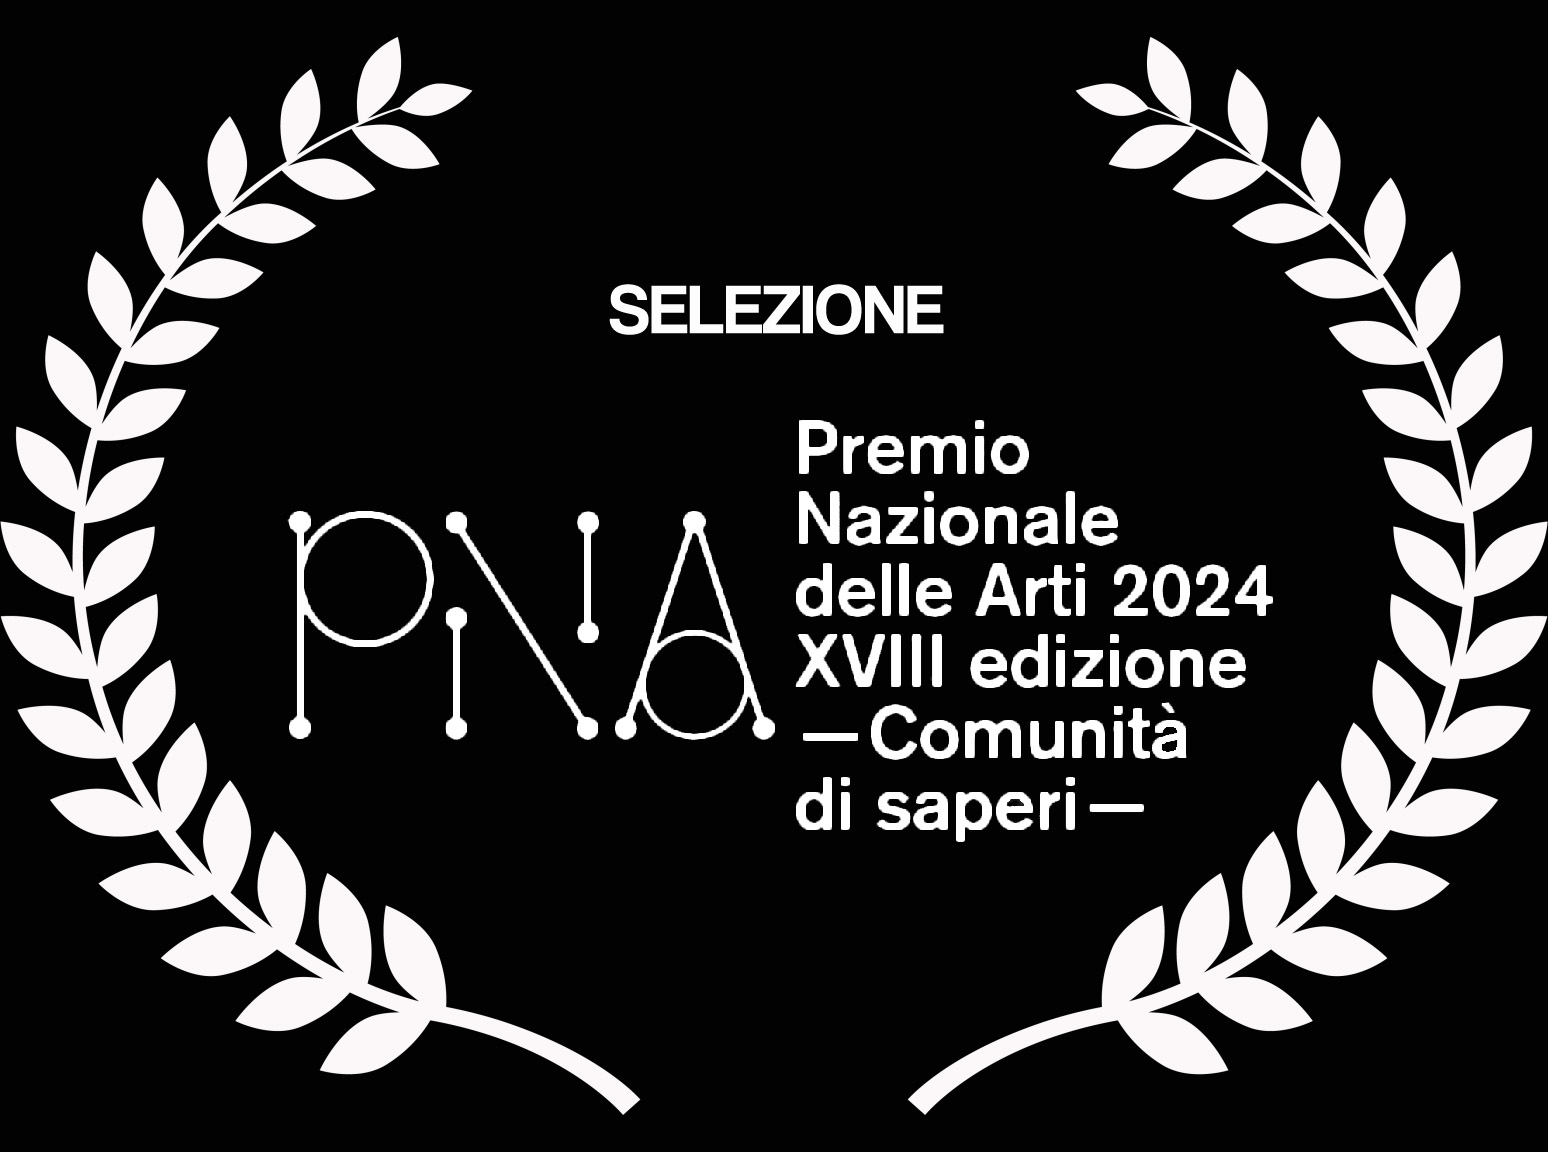 SELEZIONE
PNA
Premio
Nazionale
delle Arti 2024
XVIII edizione
—Comunità
di saperi—